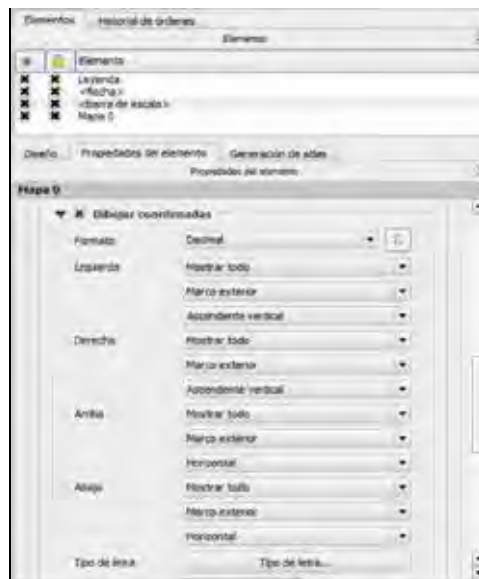 Elementos Historial de órdenes
Elementos
Elemento
Leyenda
<flecha>
<barra de escala>
Mapa 0
Diseño Propiedades del elemento Generación de atlas
Propiedades del elemento
Mapa 0
Dibujar coordenadas
Formato Decimal
Izquierda Mostrar todo
Marco exterior
Ascendente vertical
Derecha Mostrar todo
Marco exterior
Ascendente vertical
Arriba Mostrar todo
Marco exterior
Horizontal
Abajo Mostrar todo
Marco exterior
Horizontal
Tipo de letra Tipo de letra...